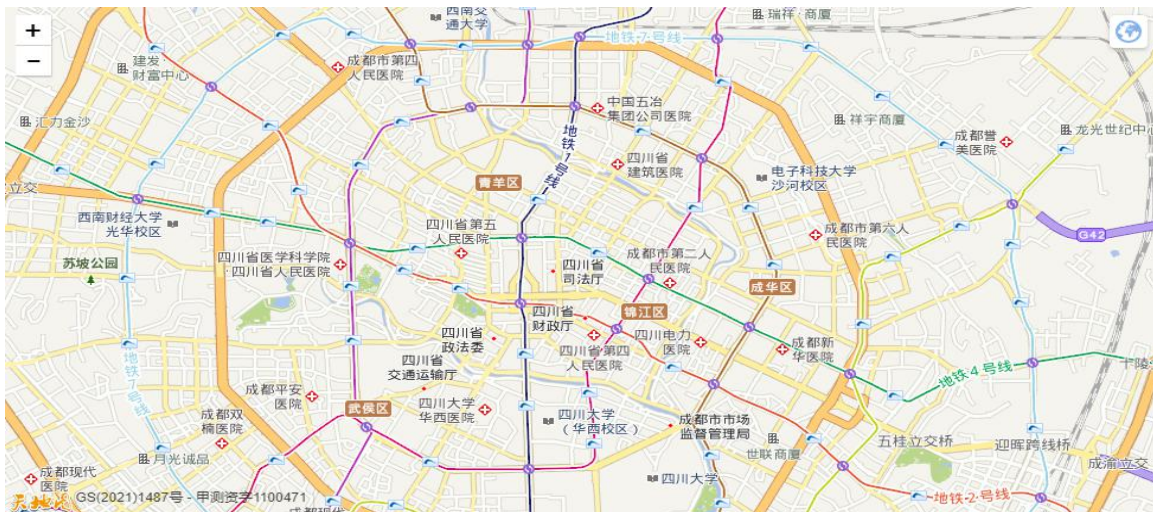 西南交
通大学
瑞祥·商厦
地铁7号线
+
−
建发·
财富中心
成都市第四
人民医院
中国五冶
集团公司医院
汇力金沙
祥宇商厦
成都誉
美医院
龙光世纪中心
地铁1号线
四川省
建筑医院
电子科技大学
沙河校区
青羊区
立交
西南财经大学
光华校区
四川省第五
人民医院
成都市第六人
民医院
G42
四川省医学科学院
·四川省人民医院
成都市第二人
民医院
苏坡公园
四川省
司法厅
成华区
锦江区
四川省
财政厅
四川省
政法委
四川电力
医院
成都新
华医院
四川省第四
人民医院
地铁7号线
四川省
交通运输厅
地铁4号线
十陵
成都平安
医院
武侯区
四川大学
华西医院
四川大学
(华西校区)
成都市市场
监督管理局
成都双
楠医院
五桂立交桥
迎晖跨线桥
月光诚品
世联商厦
成渝立交
成都现代
医院
四川大学
地铁2号线
天地图
GS(2021)1487号 - 甲测资字1100471
成都现代